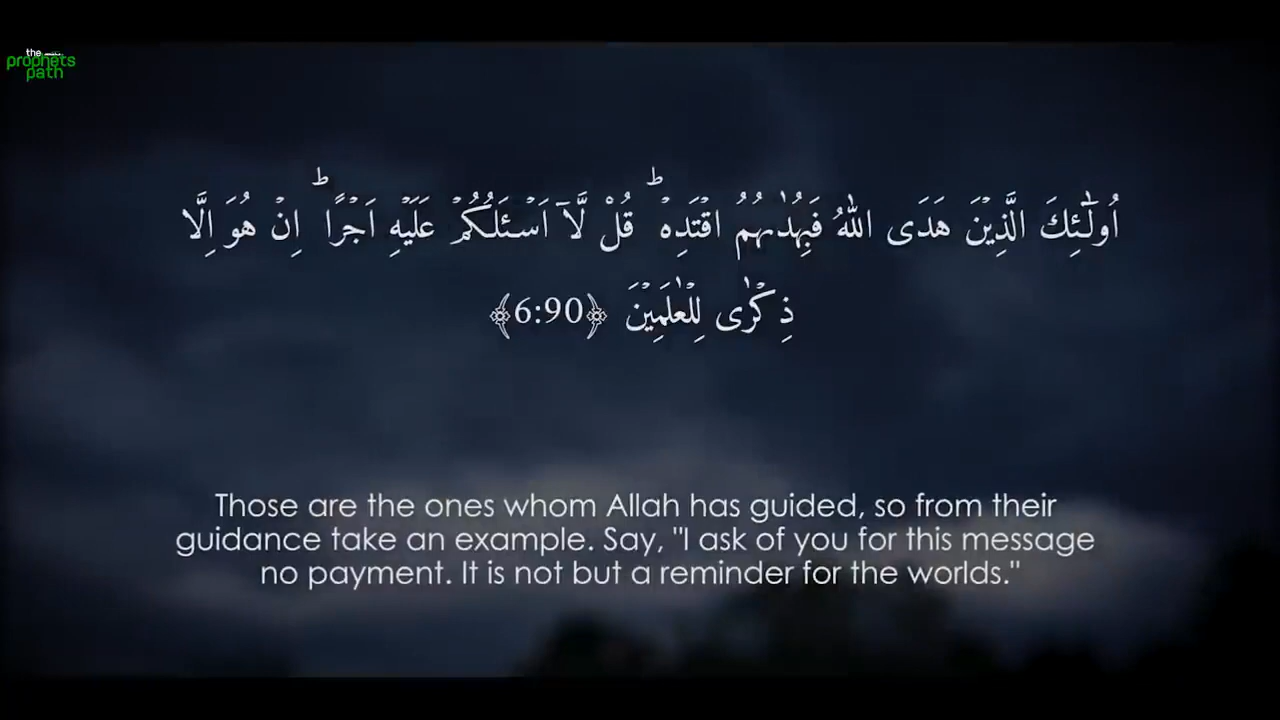 the
prophets
path
اُولٰٓئِكَ الَّذِيۡنَ هَدَى اللّٰهُ فَبِهُدٰٮهُمُ اقۡتَدِهۡ ؕ قُلْ لَّاۤ اَسۡـَٔلُكُمۡ عَلَيۡهِ اَجۡرًا ؕ اِنۡ هُوَ اِلَّا
ذِكۡرٰى لِلۡعٰلَمِيۡنَ ﴿6:90﴾
Those are the ones whom Allah has guided, so from their
guidance take an example. Say, "I ask of you for this message
no payment. It is not but a reminder for the worlds."